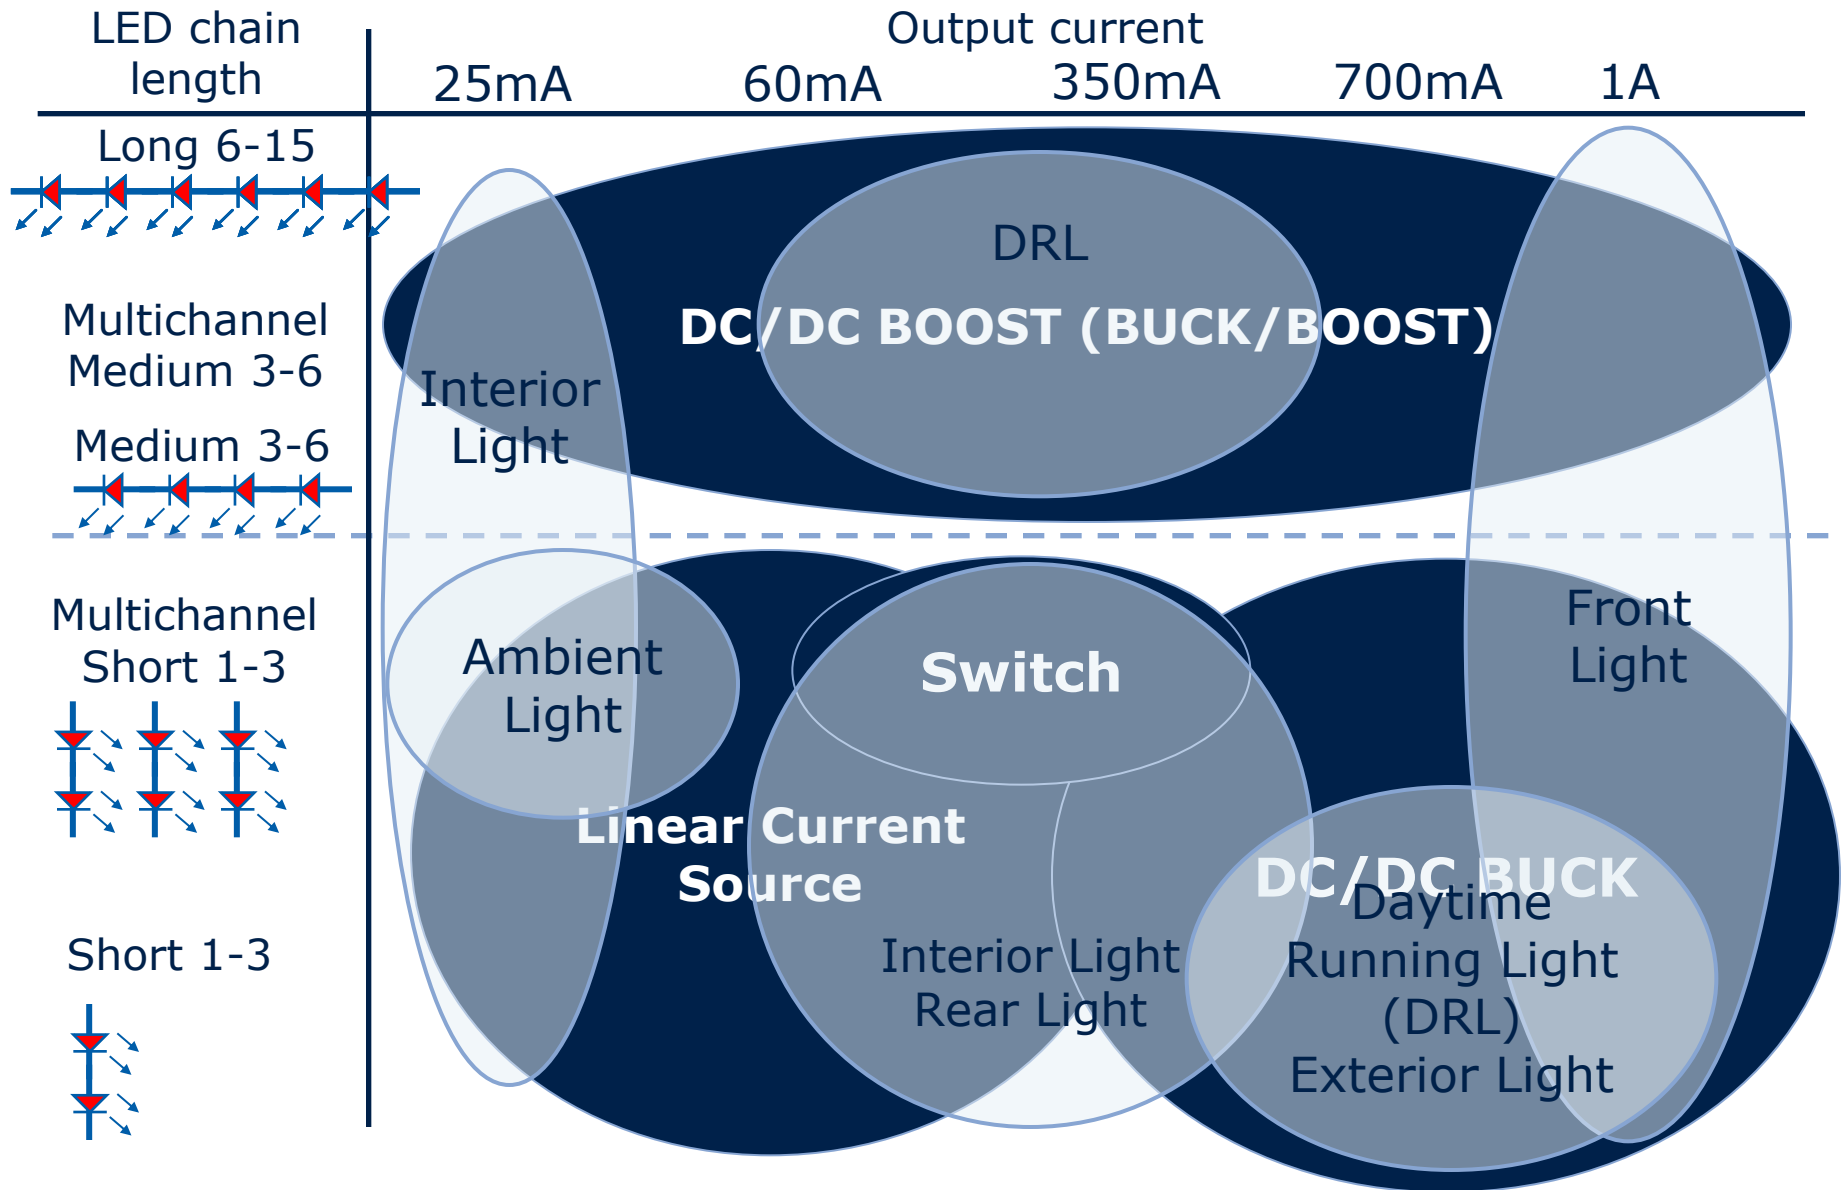 LED chain
length
Output current
25mA
60mA
350mA
700mA
1A
Long 6-15
Multichannel
Medium 3-6
Medium 3-6
Multichannel
Short 1-3
Short 1-3
DRL
DC/DC BOOST (BUCK/BOOST)
Interior
Light
Ambient
Light
Switch
Front
Light
Linear Current
Source
DC/DC BUCK
Interior Light
Rear Light
Daytime
Running Light
(DRL)
Exterior Light